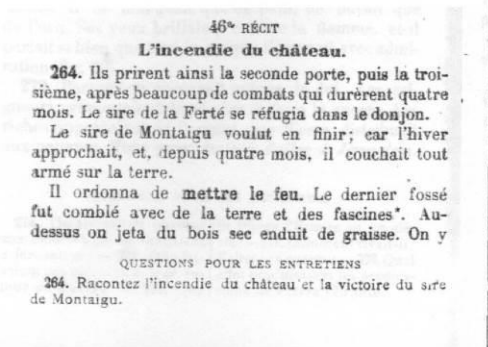 46e RÉCIT
L'incendie du château.
264. Ils prirent ainsi la seconde porte, puis la troi-
sième, après beaucoup de combats qui durèrent quatre
mois. Le sire de la Ferté se réfugia dans le donjon.
Le sire de Montaigu voulut en finir; car l'hiver
approchait, et, depuis quatre mois, il couchait tout
armé sur la terre.
Il ordonna de mettre le feu. Le dernier fossé
fut comblé avec de la terre et des fascines*. Au-
dessus on jeta du bois sec enduit de graisse. On y
QUESTIONS POUR LES ENTRETIENS
264. Racontez l'incendie du château et la victoire du sire
de Montaigu.